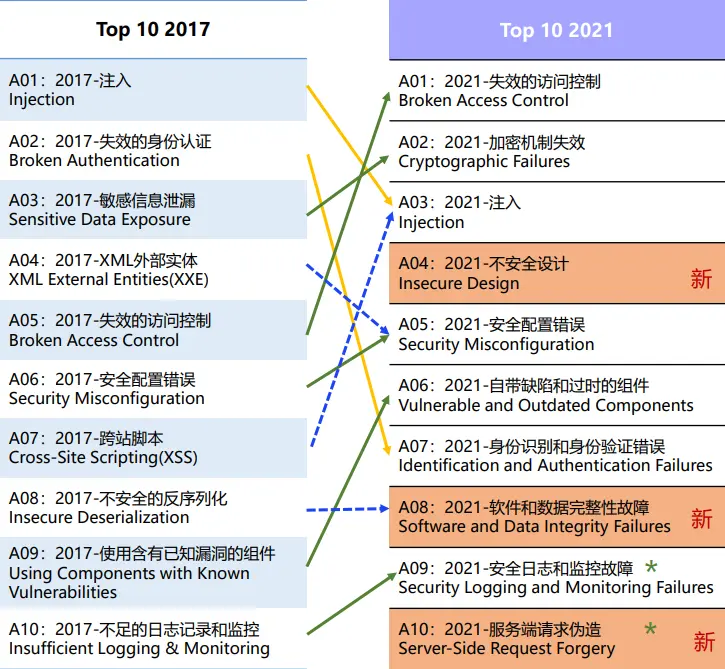 Top 10 2017
A01：2017-注入
Injection
A02：2017-失效的身份认证
Broken Authentication
A03：2017-敏感信息泄漏
Sensitive Data Exposure
A04：2017-XML外部实体
XML External Entities(XXE)
A05：2017-失效的访问控制
Broken Access Control
A06：2017-安全配置错误
Security Misconfiguration
A07：2017-跨站脚本
Cross-Site Scripting(XSS)
A08：2017-不安全的反序列化
Insecure Deserialization
A09：2017-使用含有已知漏洞的组件
Using Components with Known
Vulnerabilities
A10：2017-不足的日志记录和监控
Insufficient Logging & Monitoring
Top 10 2021
A01：2021-失效的访问控制
Broken Access Control
A02：2021-加密机制失效
Cryptographic Failures
A03：2021-注入
Injection
A04：2021-不安全设计
Insecure Design
新
A05：2021-安全配置错误
Security Misconfiguration
A06：2021-自带缺陷和过时的组件
Vulnerable and Outdated Components
A07：2021-身份识别和身份验证错误
Identification and Authentication Failures
A08：2021-软件和数据完整性故障
Software and Data Integrity Failures
新
A09：2021-安全日志和监控故障 *
Security Logging and Monitoring Failures
A10：2021-服务端请求伪造 *
Server-Side Request Forgery
新